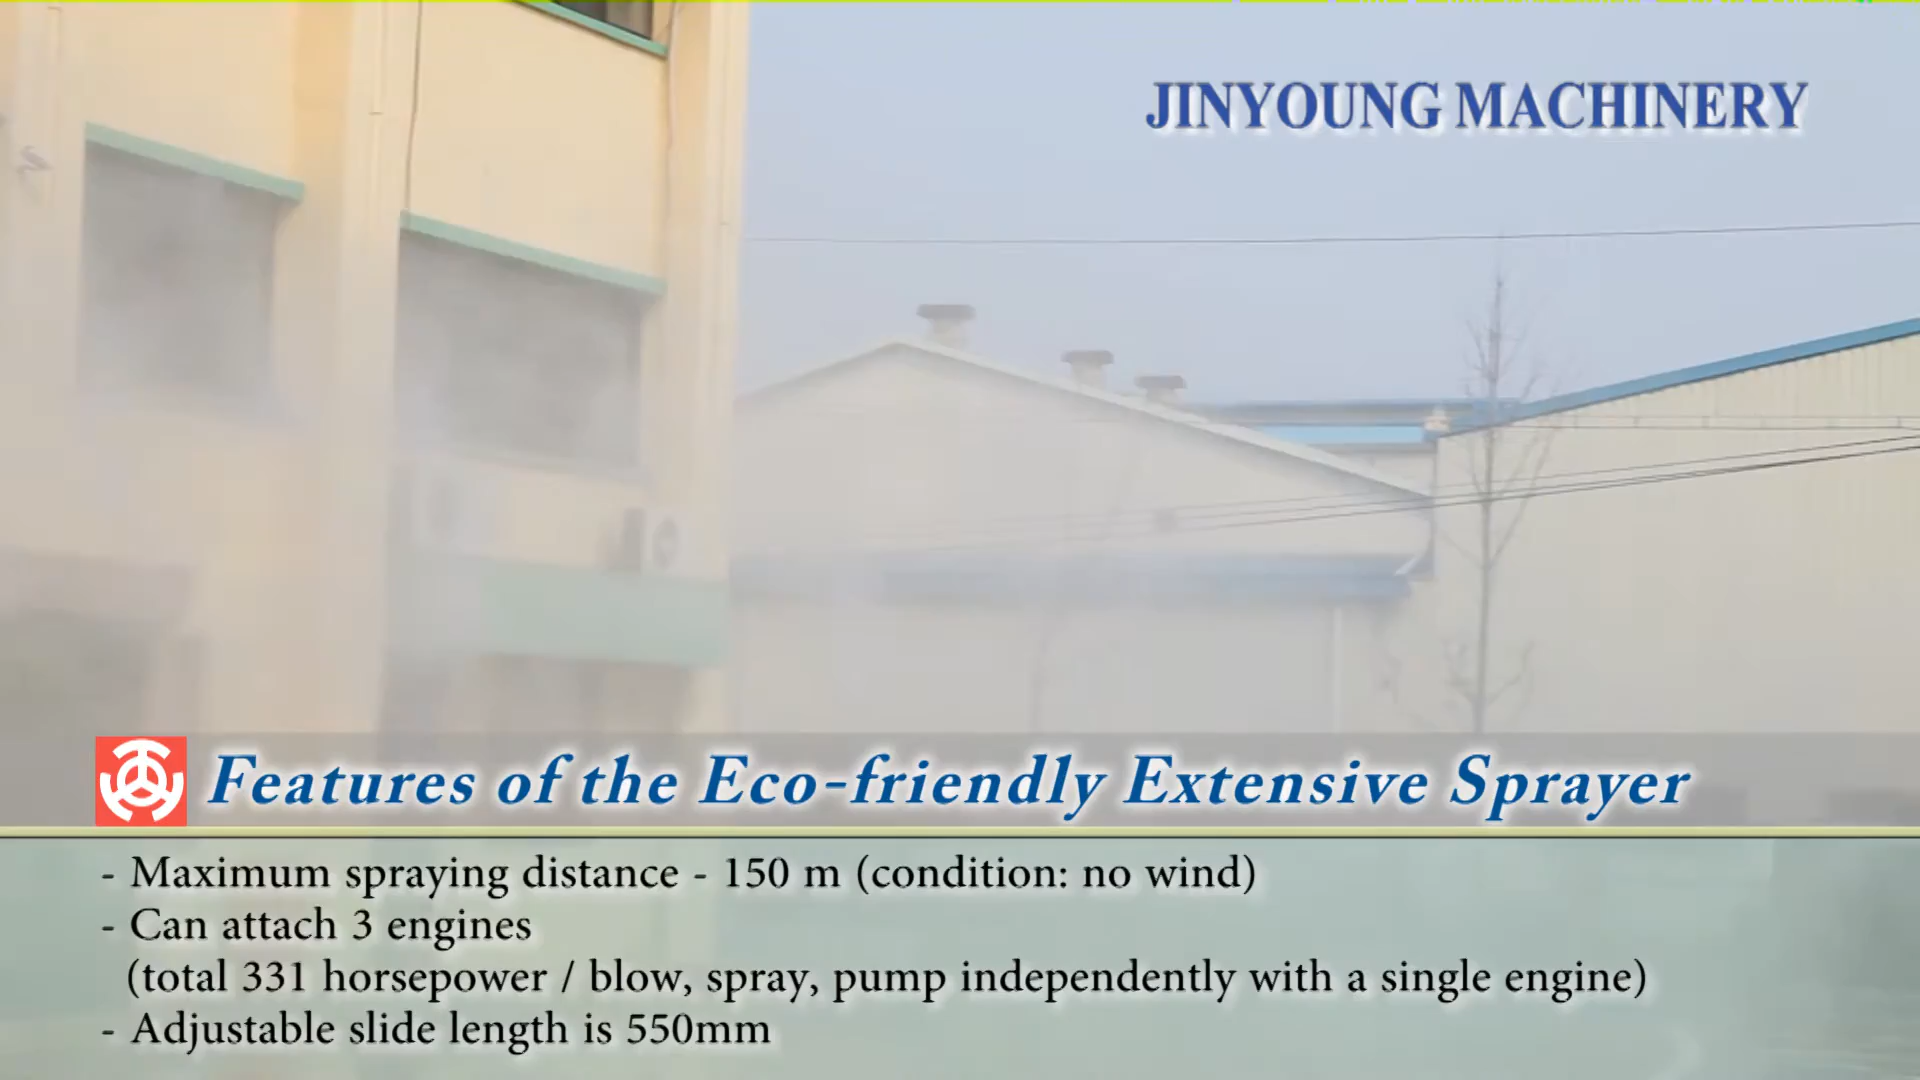 JINYOUNG MACHINERY
Features of the Eco-friendly Extensive Sprayer
- Maximum spraying distance - 150 m (condition: no wind)
- Can attach 3 engines
(total 331 horsepower / blow, spray, pump independently with a single engine)
- Adjustable slide length is 550mm